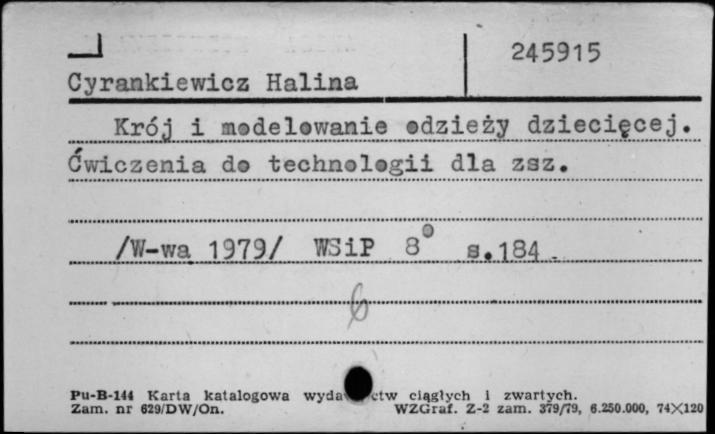 245915
Cyrankiewicz Halina
Krój i modelowanie odzieży dziecięcej.
Ćwiczenia do technologii dla zsz.
/W-wa 1979/ WSiP 8° s.184.
6
Pu-B-144 Karta katalogowa wyda ctw ciągłych i zwartych.
Zam. nr 629/DW/On. WZGraf. Z-2 zam. 379/79, 6.250.000, 74×120